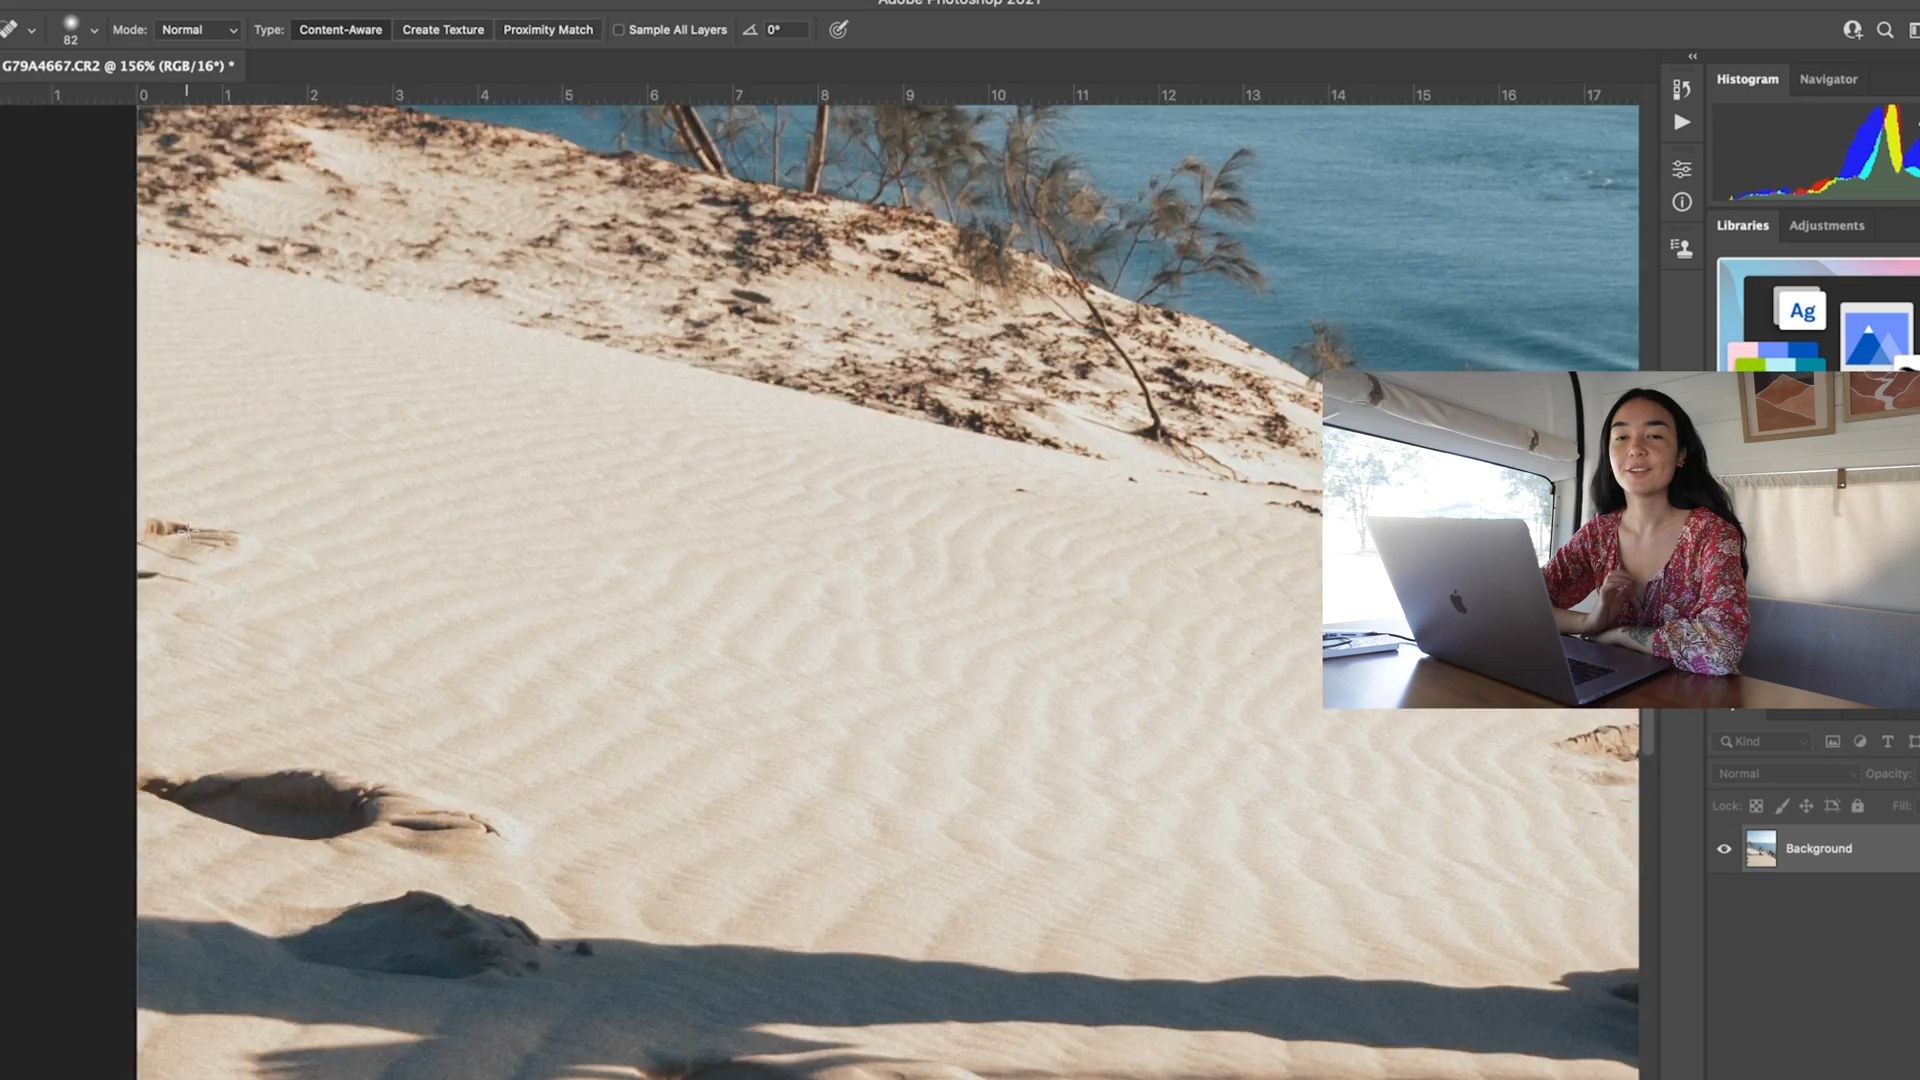 Adobe Photoshop 2021
82 Mode: Normal Type: Content-Aware Create Texture Proximity Match Sample All Layers 0°
G79A4667.CR2 @ 156% (RGB/16*) *
1 0 1 2 3 4 5 6 7 8 9 10 11 12 13 14 15 16 17
Histogram Navigator
Libraries Adjustments
Ag
Kind
Normal Opacity:
Lock: Fill:
Background